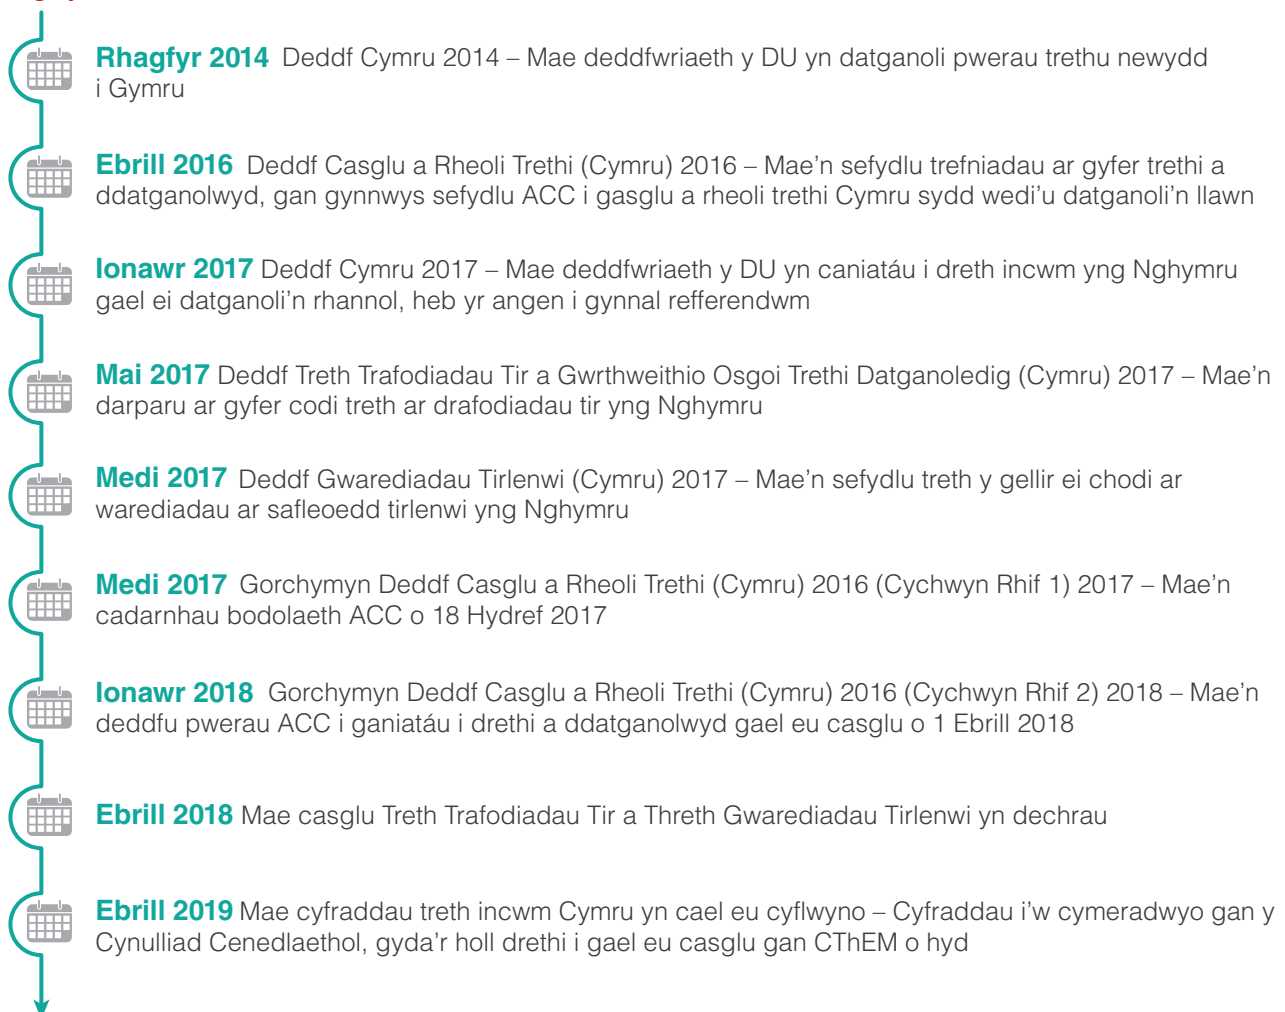 Rhagfyr 2014 Deddf Cymru 2014 – Mae deddfwriaeth y DU yn datganoli pwerau trethu newydd
i Gymru
Ebrill 2016 Deddf Casglu a Rheoli Trethi (Cymru) 2016 – Mae'n sefydlu trefniadau ar gyfer trethi a
ddatganolwyd, gan gynnwys sefydlu ACC i gasglu a rheoli trethi Cymru sydd wedi'u datganoli'n llawn
Ionawr 2017 Deddf Cymru 2017 – Mae deddfwriaeth y DU yn caniatáu i dreth incwm yng Nghymru
gael ei datganoli'n rhannol, heb yr angen i gynnal refferendwm
Mai 2017 Deddf Treth Trafodiadau Tir a Gwrthweithio Osgoi Trethi Datganoledig (Cymru) 2017 – Mae'n
darparu ar gyfer codi treth ar drafodiadau tir yng Nghymru
Medi 2017 Deddf Gwarediadau Tirlenwi (Cymru) 2017 – Mae'n sefydlu treth y gellir ei chodi ar
warediadau ar safleoedd tirlenwi yng Nghymru
Medi 2017 Gorchymyn Deddf Casglu a Rheoli Trethi (Cymru) 2016 (Cychwyn Rhif 1) 2017 – Mae'n
cadarnhau bodolaeth ACC o 18 Hydref 2017
Ionawr 2018 Gorchymyn Deddf Casglu a Rheoli Trethi (Cymru) 2016 (Cychwyn Rhif 2) 2018 – Mae'n
deddfu pwerau ACC i ganiatáu i drethi a ddatganolwyd gael eu casglu o 1 Ebrill 2018
Ebrill 2018 Mae casglu Treth Trafodiadau Tir a Threth Gwarediadau Tirlenwi yn dechrau
Ebrill 2019 Mae cyfraddau treth incwm Cymru yn cael eu cyflwyno – Cyfraddau i'w cymeradwyo gan y
Cynulliad Cenedlaethol, gyda'r holl drethi i gael eu casglu gan CThEM o hyd